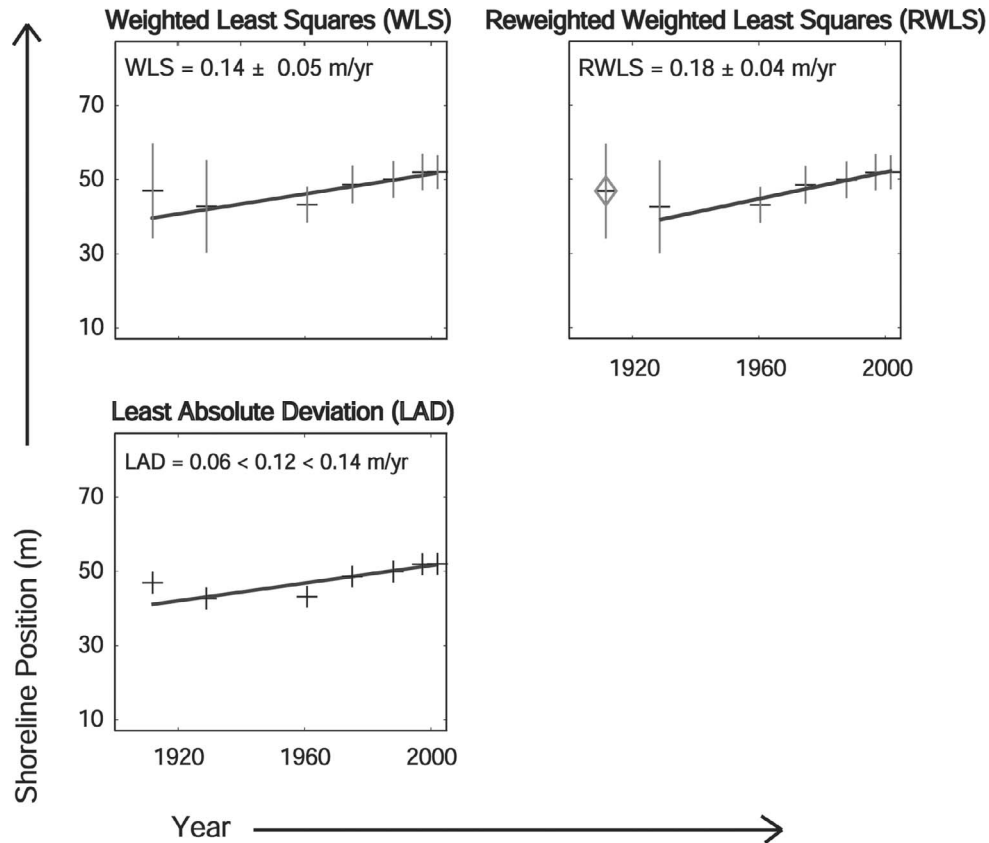 Weighted Least Squares (WLS)
WLS = 0.14 ± 0.05 m/yr
70
50
30
10
Reweighted Weighted Least Squares (RWLS)
RWLS = 0.18 ± 0.04 m/yr
1920 1960 2000
Least Absolute Deviation (LAD)
LAD = 0.06 < 0.12 < 0.14 m/yr
70
50
30
10
1920 1960 2000
Shoreline Position (m)
Year